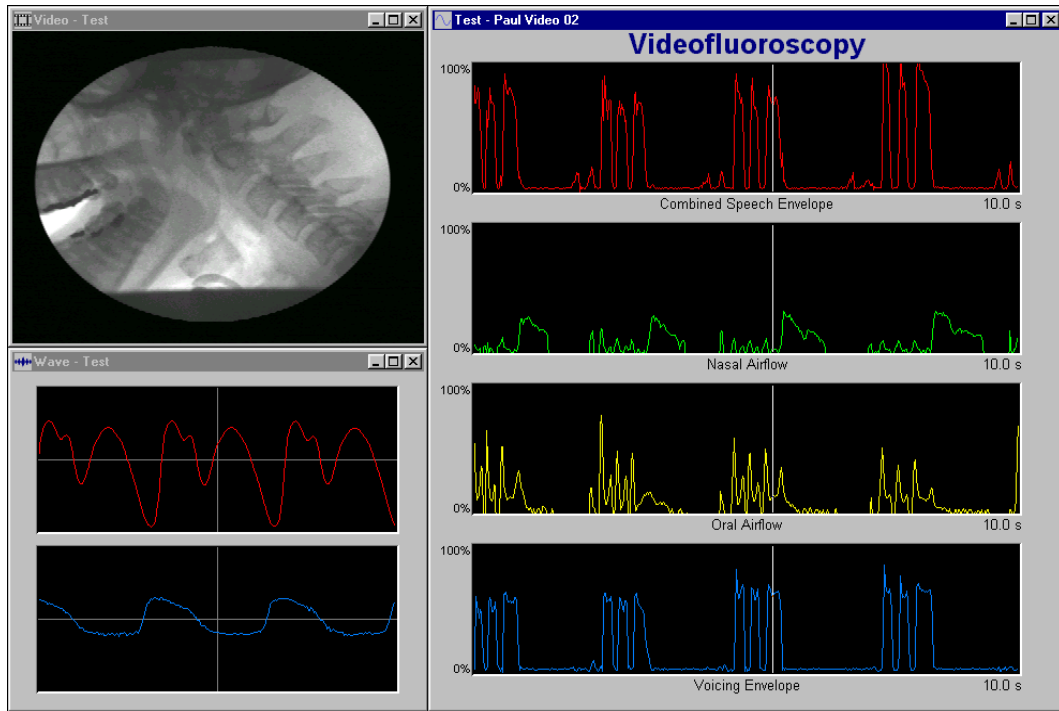 Video - Test
Test - Paul Video 02
Videofluoroscopy
100%
0%
Combined Speech Envelope
10.0 s
0%
Nasal Airflow
10.0 s
100%
0%
Oral Airflow
10.0 s
100%
0%
Voicing Envelope
10.0 s
Wave - Test